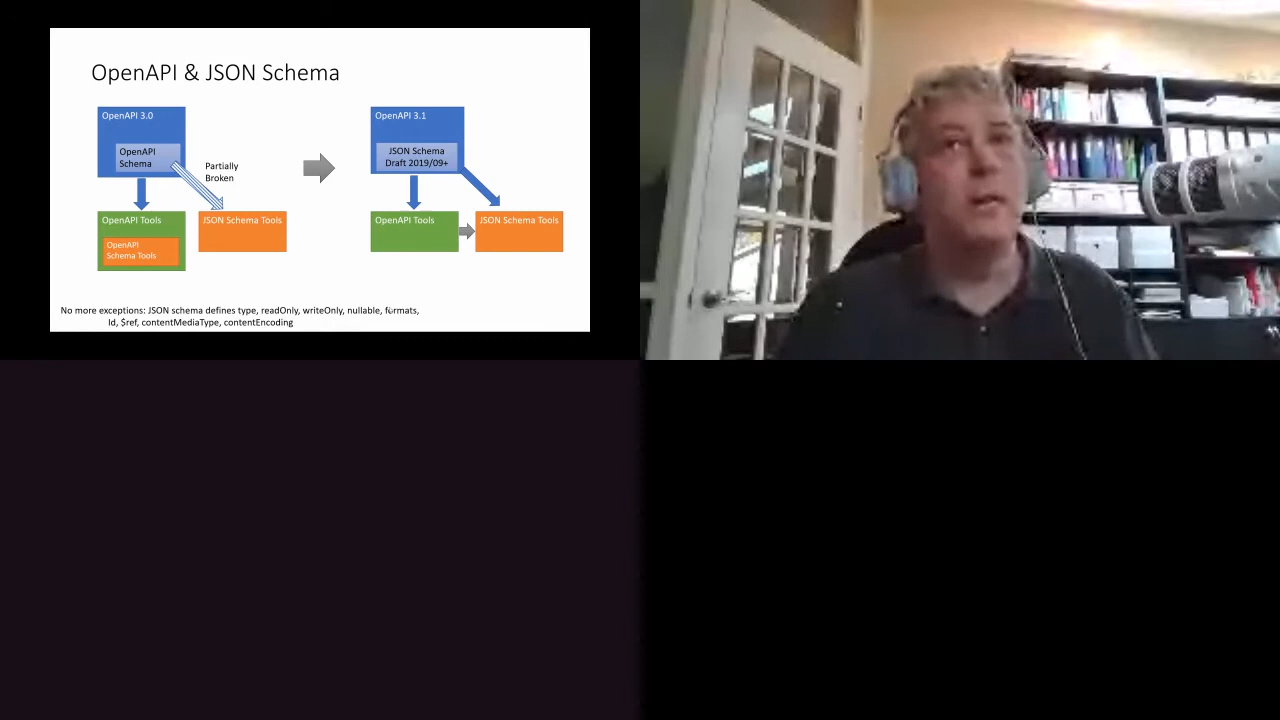 OpenAPI & JSON Schema
OpenAPI 3.0
OpenAPI
Schema
Partially
Broken
OpenAPI Tools
OpenAPI
Schema Tools
JSON Schema Tools
OpenAPI 3.1
JSON Schema
Draft 2019/09+
OpenAPI Tools
JSON Schema Tools
No more exceptions: JSON schema defines type, readOnly, writeOnly, nullable, formats,
Id, $ref, contentMediaType, contentEncoding